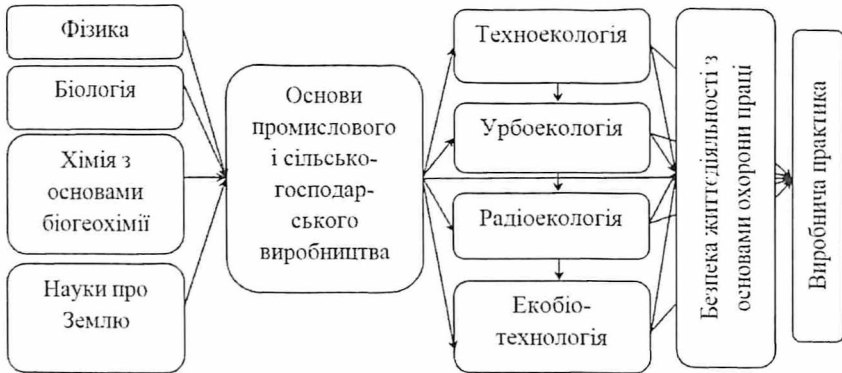 Фізика
Біологія
Хімія з
основами
біогеохімії
Науки про
Землю
Основи
промислового
і сільсько-
господар-
ського
виробництва
Техноекологія
Урбоекологія
Радіоекологія
Екобіо-
технологія
Безпека життєдіяльності з
основами охорони праці
Виробнича практика